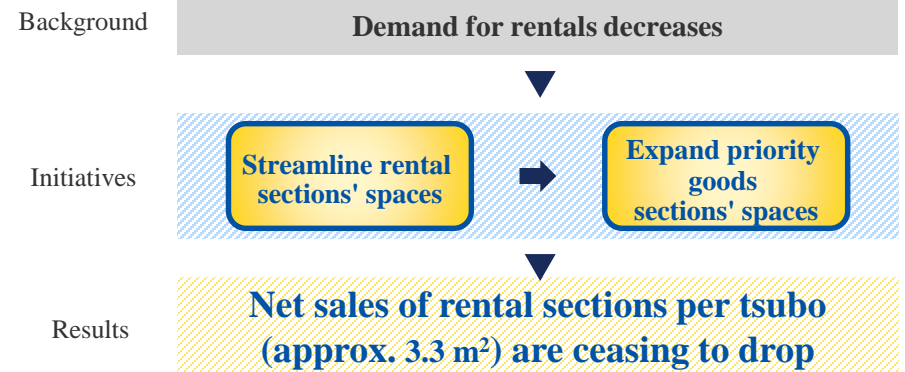 Background
Demand for rentals decreases
Initiatives
Streamline rental
sections' spaces
Expand priority
goods
sections' spaces
Results
Net sales of rental sections per tsubo
(approx. 3.3 m²) are ceasing to drop